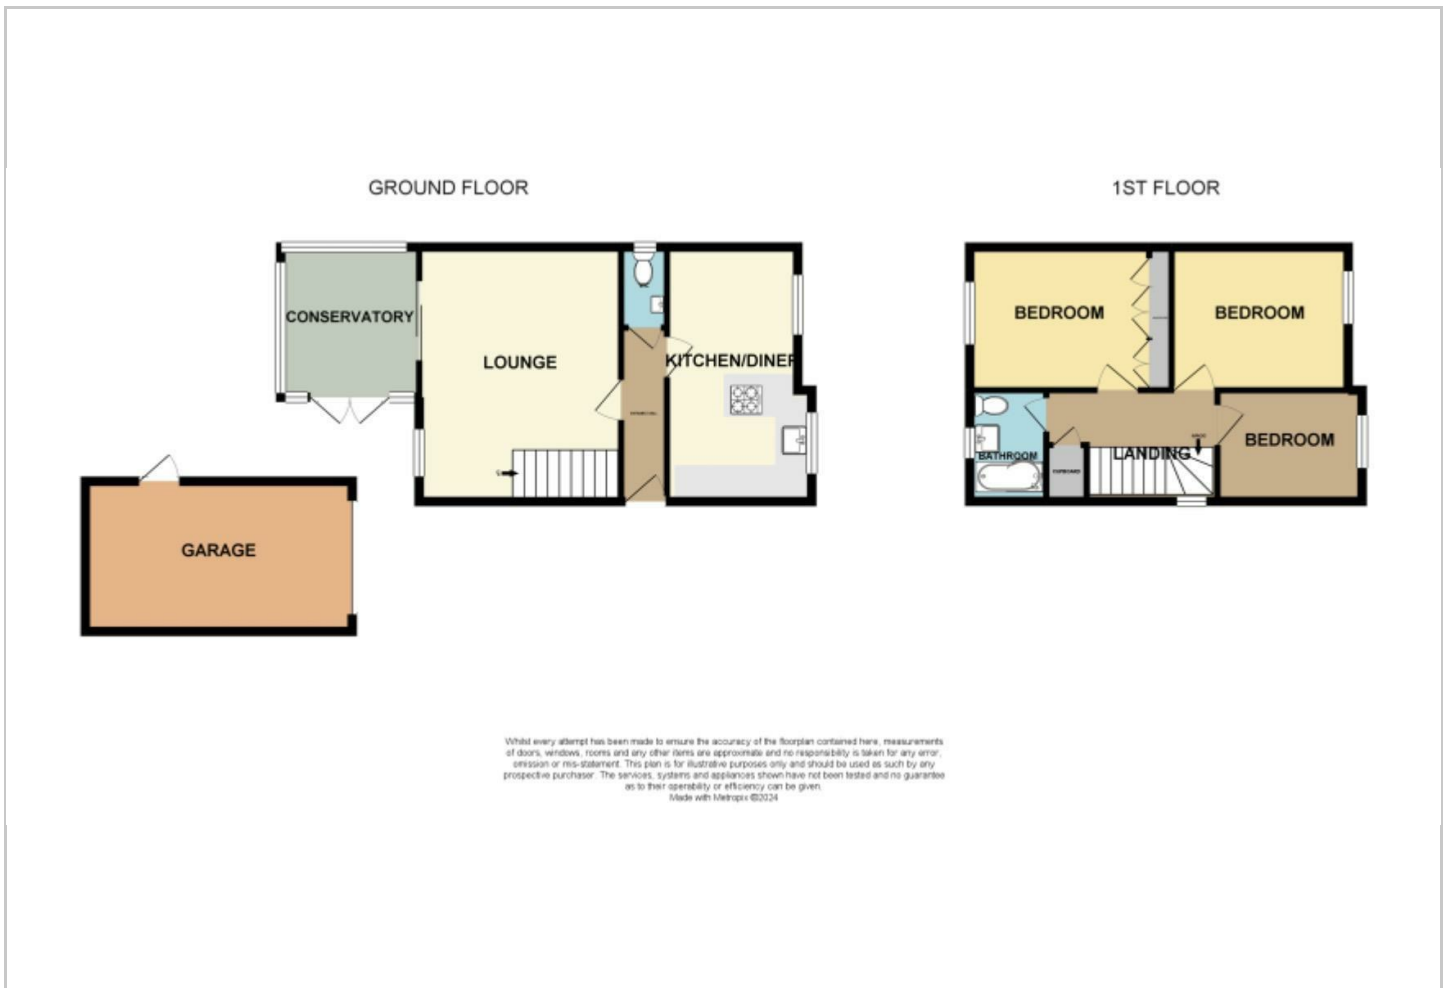 GROUND FLOOR
1ST FLOOR
CONSERVATORY
LOUNGE
KITCHEN/DINER
GARAGE
BEDROOM
BEDROOM
BEDROOM
BATHROOM
LANDING
CUPBOARD
Whilst every attempt has been made to ensure the accuracy of the floorplan contained here, measurements
of doors, windows, rooms and any other items are approximate and no responsibility is taken for any error,
omission or mis-statement. This plan is for illustrative purposes only and should be used as such by any
prospective purchaser. The services, systems and appliances shown have not been tested and no guarantee
as to their operability or efficiency can be given.
Made with Metropix ©2024